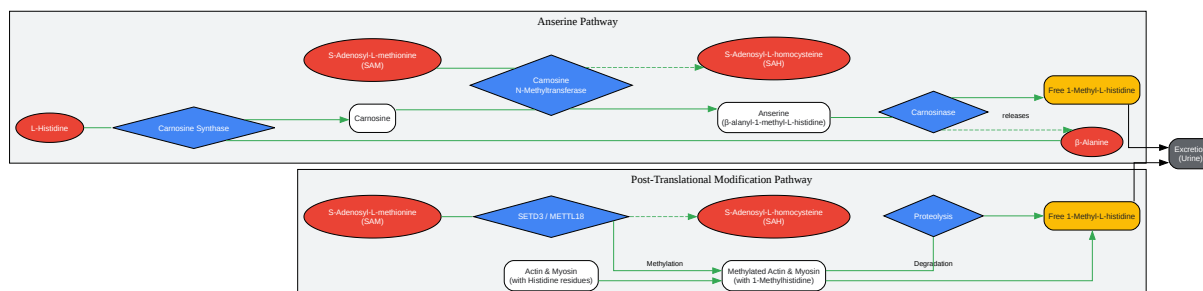 Anserine Pathway
S-Adenosyl-L-methionine
(SAM)
Carnosine
N-Methyltransferase
S-Adenosyl-L-homocysteine
(SAH)
L-Histidine
Carnosine Synthase
Carnosine
Anserine
(β-alanyl-1-methyl-L-histidine)
Carnosinase
Free 1-Methyl-L-histidine
releases
β-Alanine
Excretion
(Urine)
Post-Translational Modification Pathway
S-Adenosyl-L-methionine
(SAM)
SETD3 / METTL18
S-Adenosyl-L-homocysteine
(SAH)
Proteolysis
Free 1-Methyl-L-histidine
Methylation
Degradation
Actin & Myosin
(with Histidine residues)
Methylated Actin & Myosin
(with 1-Methylhistidine)